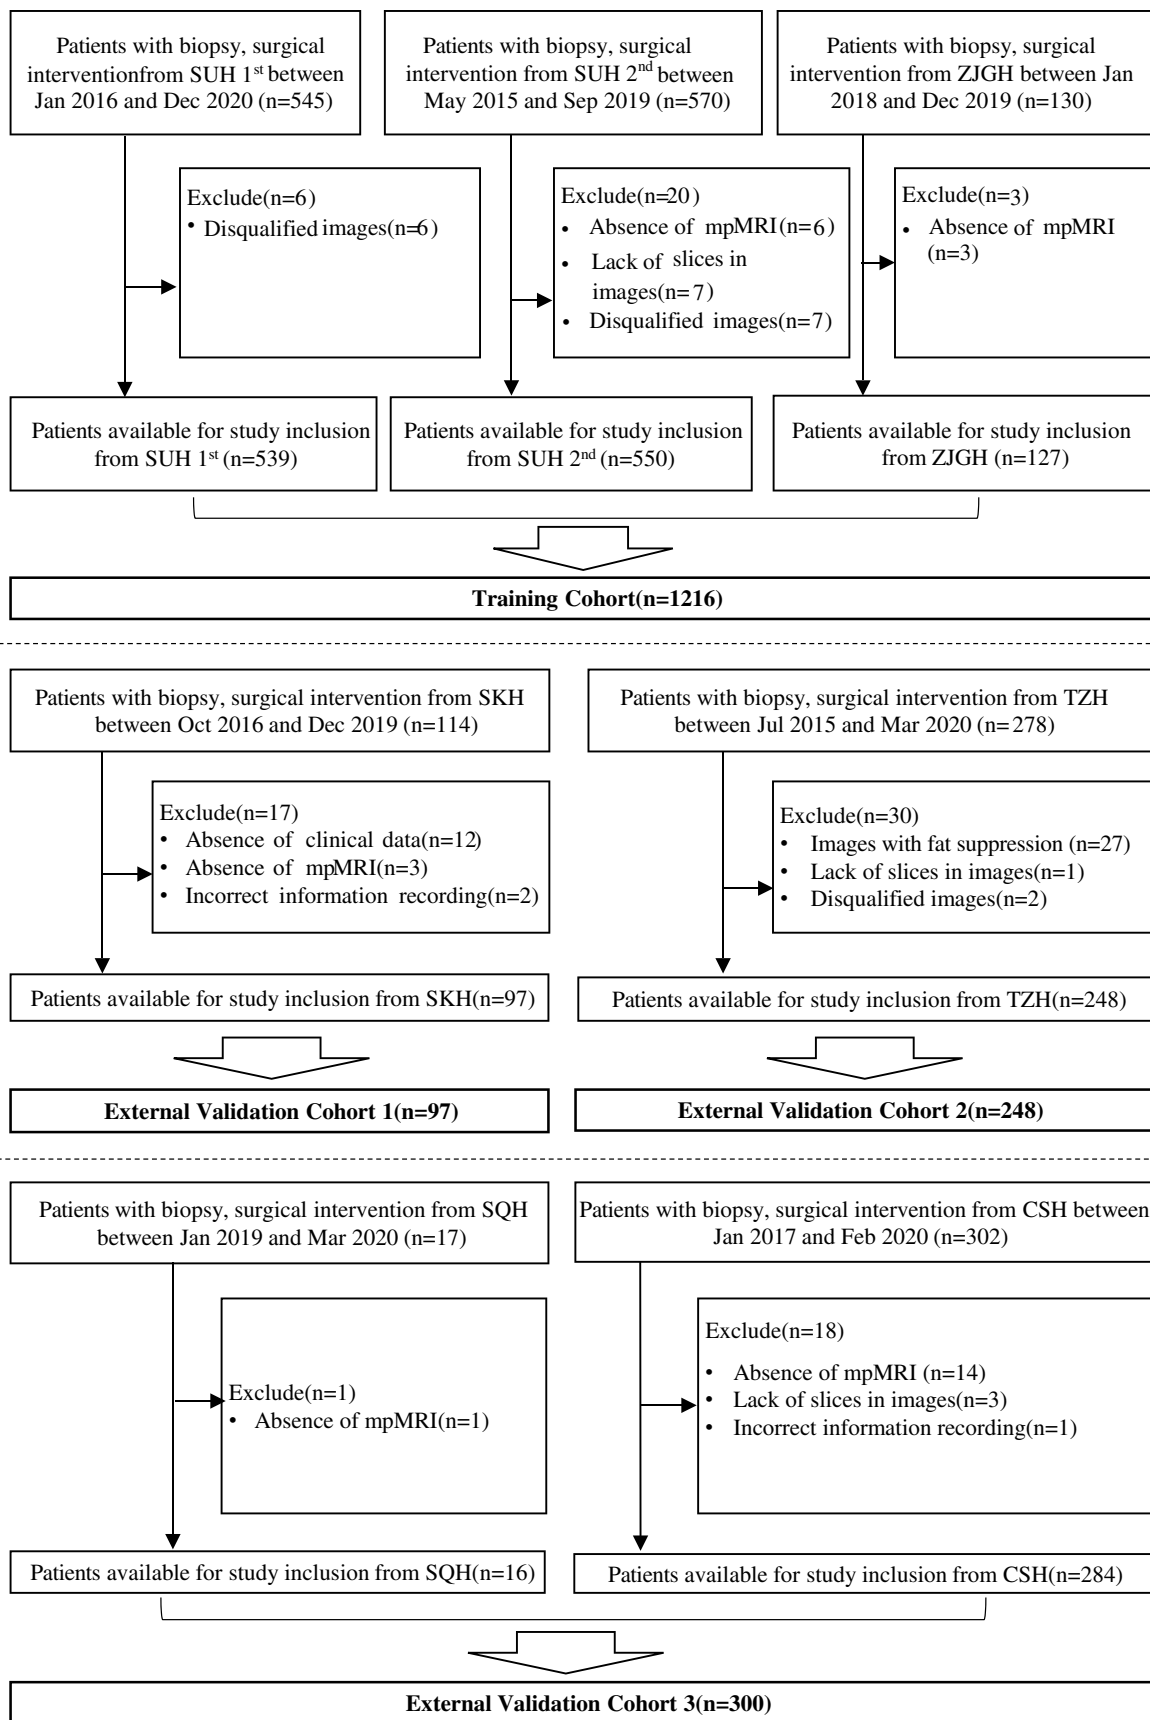 Patients with biopsy, surgical
interventionfrom SUH 1st between
Jan 2016 and Dec 2020 (n=545)
Patients with biopsy, surgical
intervention from SUH 2nd between
May 2015 and Sep 2019 (n=570)
Patients with biopsy, surgical
intervention from ZJGH between Jan
2018 and Dec 2019 (n=130)
Exclude(n=6)
• Disqualified images(n=6)
Exclude(n=20)
• Absence of mpMRI(n=6)
• Lack of slices in
images(n=7)
• Disqualified images(n=7)
Exclude(n=3)
• Absence of mpMRI
(n=3)
Patients available for study inclusion
from SUH 1st (n=539)
Patients available for study inclusion
from SUH 2nd (n=550)
Patients available for study inclusion
from ZJGH (n=127)
Training Cohort(n=1216)
Patients with biopsy, surgical intervention from SKH
between Oct 2016 and Dec 2019 (n=114)
Patients with biopsy, surgical intervention from TZH
between Jul 2015 and Mar 2020 (n=278)
Exclude(n=17)
• Absence of clinical data(n=12)
• Absence of mpMRI(n=3)
• Incorrect information recording(n=2)
Exclude(n=30)
• Images with fat suppression (n=27)
• Lack of slices in images(n=1)
• Disqualified images(n=2)
Patients available for study inclusion from SKH(n=97)
Patients available for study inclusion from TZH(n=248)
External Validation Cohort 1(n=97)
External Validation Cohort 2(n=248)
Patients with biopsy, surgical intervention from SQH
between Jan 2019 and Mar 2020 (n=17)
Patients with biopsy, surgical intervention from CSH between
Jan 2017 and Feb 2020 (n=302)
Exclude(n=1)
• Absence of mpMRI(n=1)
Exclude(n=18)
• Absence of mpMRI (n=14)
• Lack of slices in images(n=3)
• Incorrect information recording(n=1)
Patients available for study inclusion from SQH(n=16)
Patients available for study inclusion from CSH(n=284)
External Validation Cohort 3(n=300)